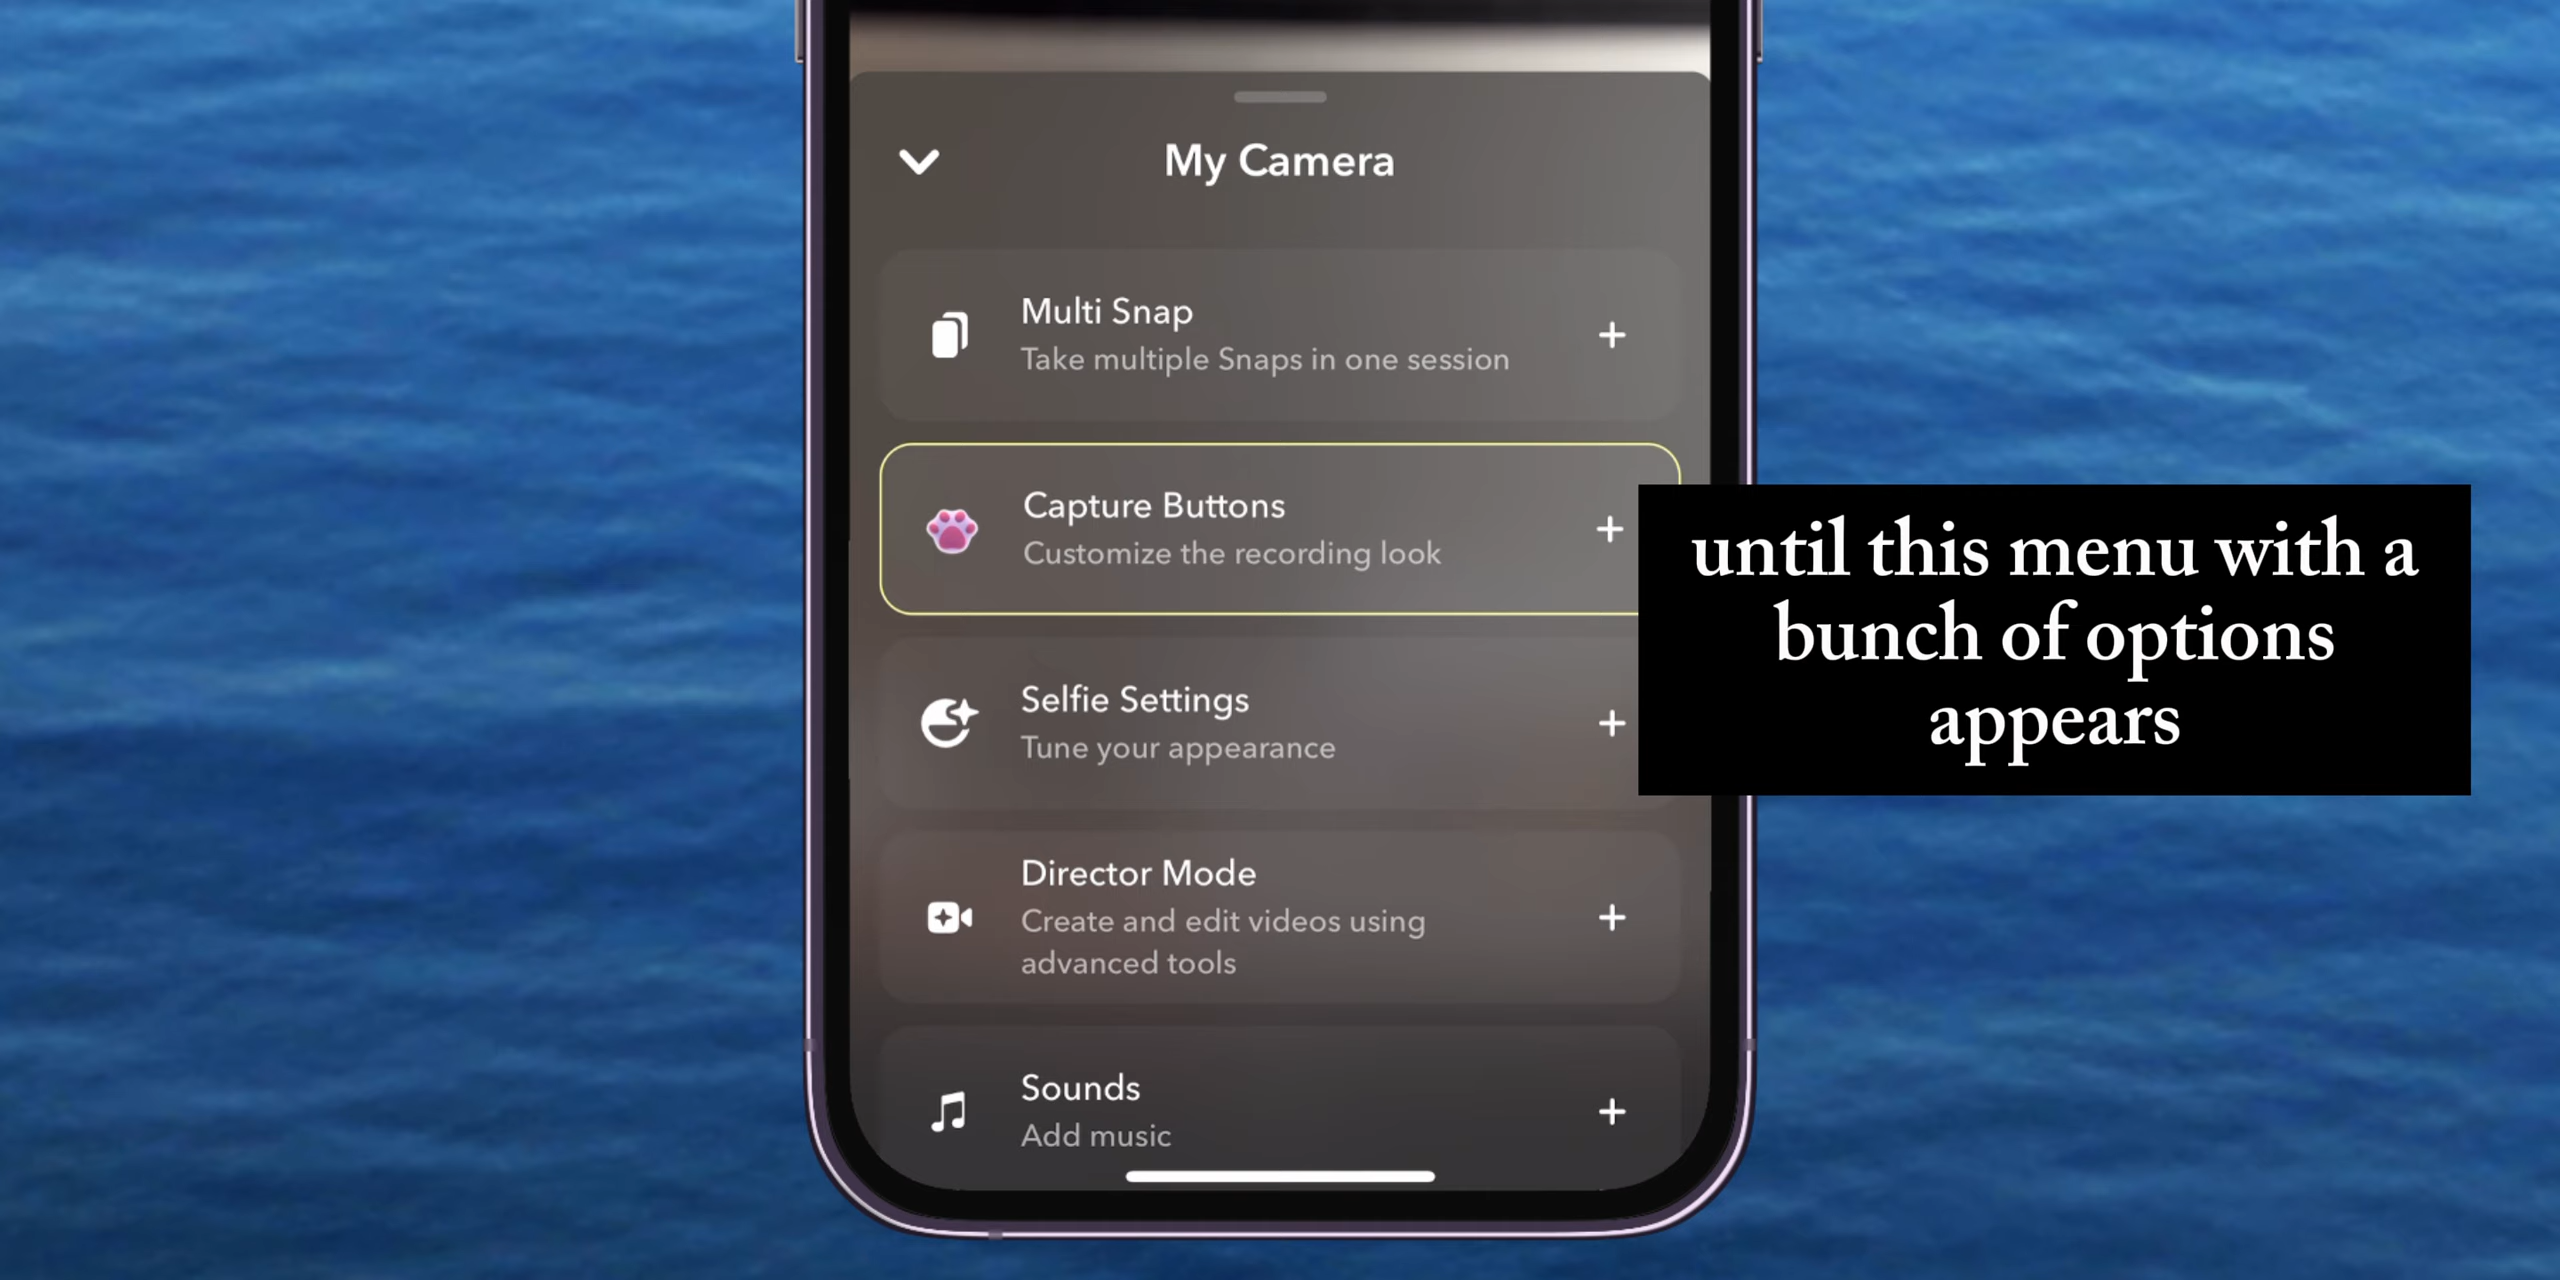 My Camera
Multi Snap
Take multiple Snaps in one session
Capture Buttons
Customize the recording look
Selfie Settings
Tune your appearance
Director Mode
Create and edit videos using
advanced tools
Sounds
Add music
until this menu with a
bunch of options
appears